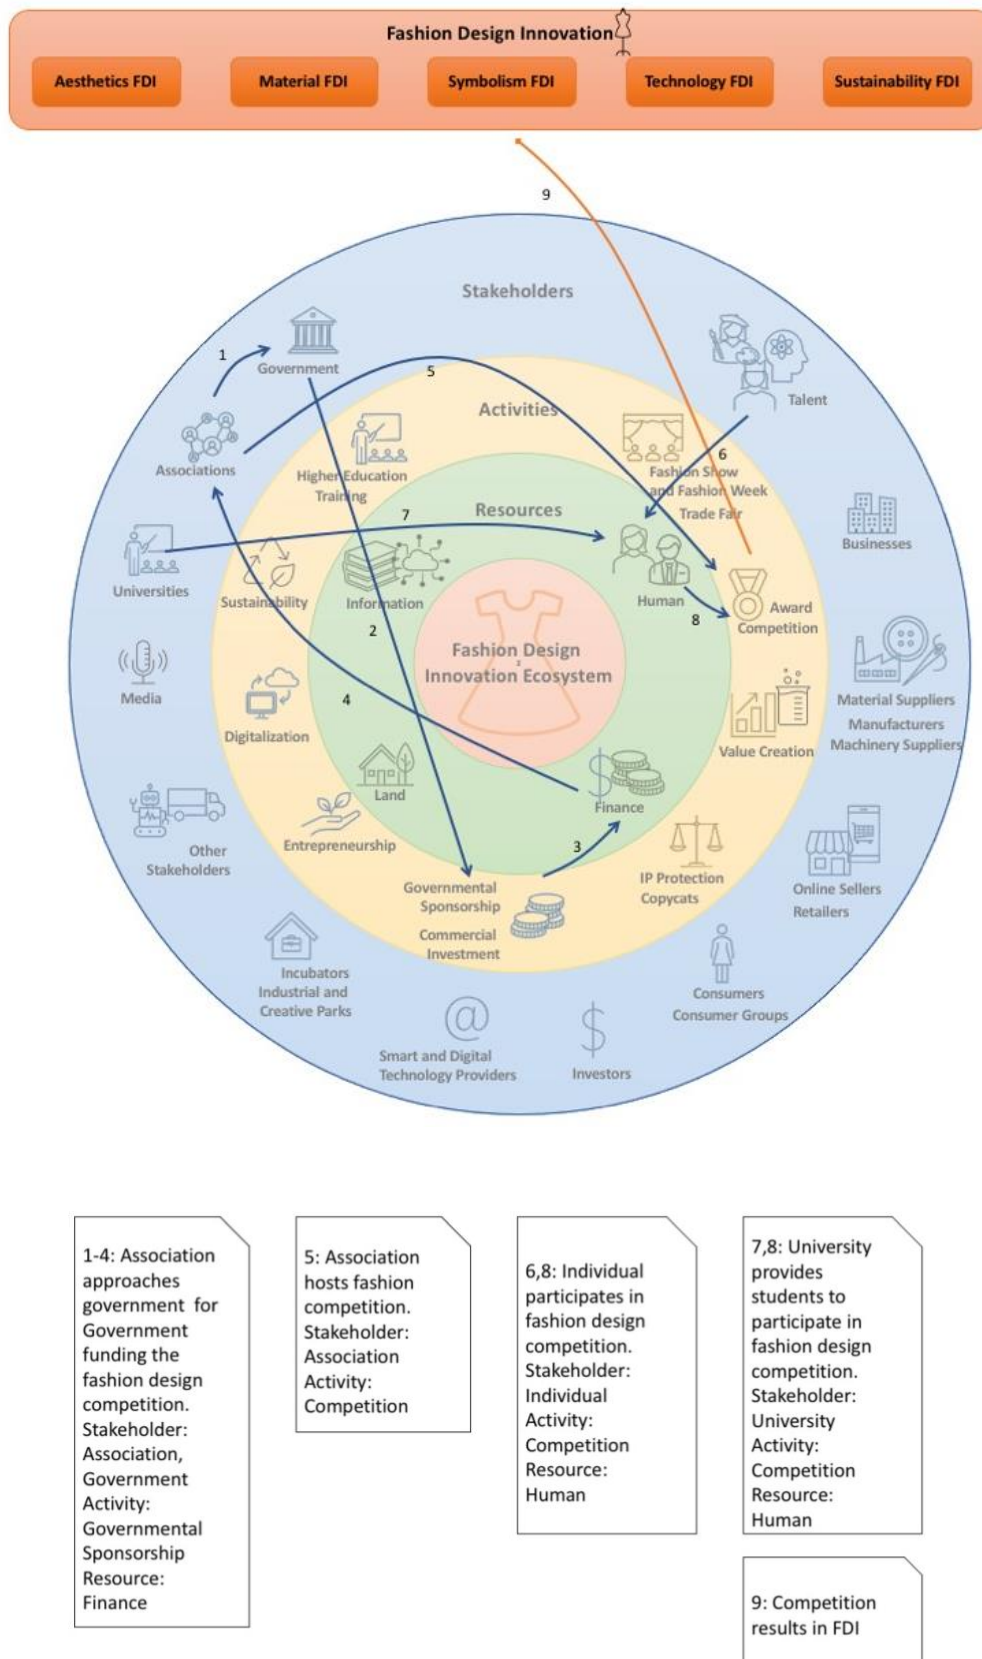 Fashion Design Innovation
Aesthetics FDI
Material FDI
Symbolism FDI
Technology FDI
Sustainability FDI
9
Stakeholders
1
Government
5
Talent
Activities
Associations
Higher Education
Training
6
Fashion Show
and Fashion Week
Trade Fair
Resources
7
Businesses
Universities
Sustainability
Information
Human
8
Award
Competition
2
Fashion Design
Innovation Ecosystem
Media
4
Digitalization
Value Creation
Material Suppliers
Manufacturers
Machinery Suppliers
Land
Finance
Entrepreneurship
3
Other
Stakeholders
Governmental
Sponsorship
Commercial
Investment
IP Protection
Copycats
Online Sellers
Retailers
Incubators
Industrial and
Creative Parks
Consumers
Consumer Groups
@
Smart and Digital
Technology Providers
$
Investors
1-4: Association
approaches
government for
Government
funding the
fashion design
competition.
Stakeholder:
Association,
Government
Activity:
Governmental
Sponsorship
Resource:
Finance
5: Association
hosts fashion
competition.
Stakeholder:
Association
Activity:
Competition
6,8: Individual
participates in
fashion design
competition.
Stakeholder:
Individual
Activity:
Competition
Resource:
Human
7,8: University
provides
students to
participate in
fashion design
competition.
Stakeholder:
University
Activity:
Competition
Resource:
Human
9: Competition
results in FDI